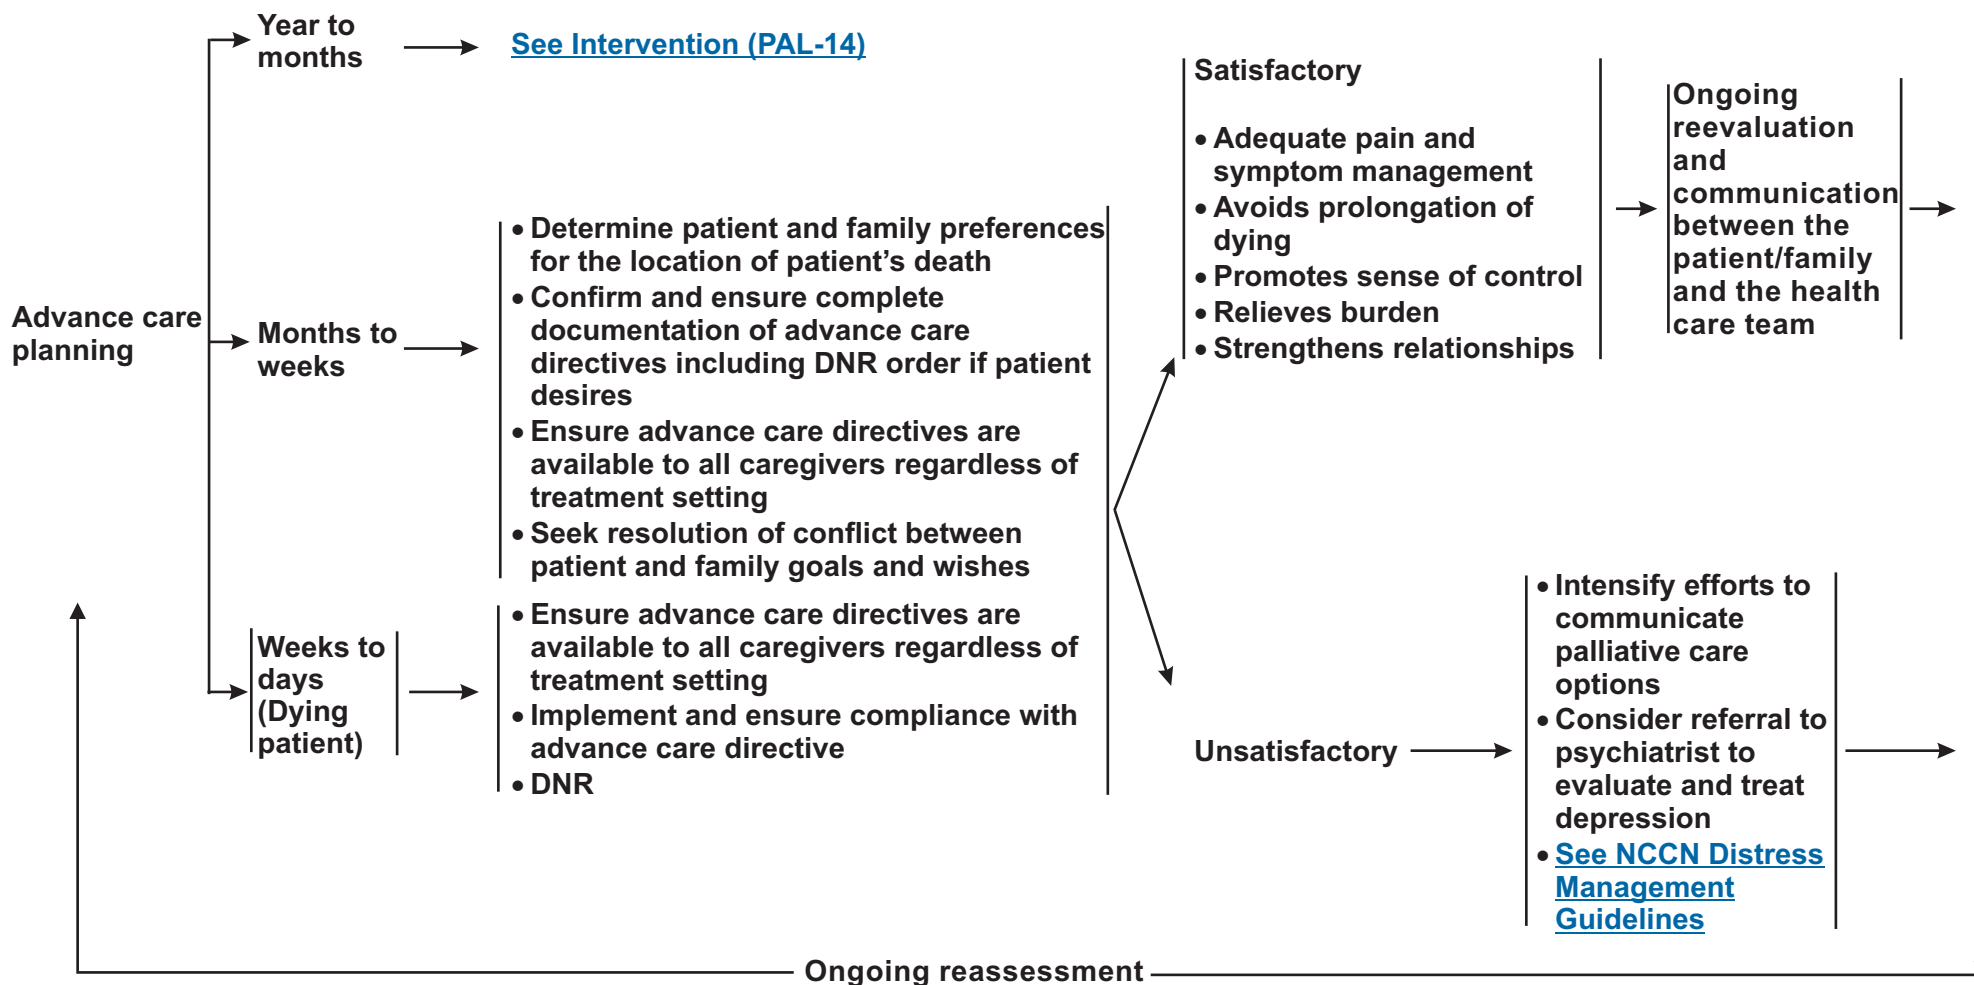 Advance care
planning
Year to
months
See Intervention (PAL-14)
Months to
weeks
• Determine patient and family preferences
for the location of patient’s death
• Confirm and ensure complete
documentation of advance care
directives including DNR order if patient
desires
• Ensure advance care directives are
available to all caregivers regardless of
treatment setting
• Seek resolution of conflict between
patient and family goals and wishes
Weeks to
days
(Dying
patient)
• Ensure advance care directives are
available to all caregivers regardless of
treatment setting
• Implement and ensure compliance with
advance care directive
• DNR
Satisfactory
• Adequate pain and
symptom management
• Avoids prolongation of
dying
• Promotes sense of control
• Relieves burden
• Strengthens relationships
Ongoing
reevaluation
and
communication
between the
patient/family
and the health
care team
Unsatisfactory
• Intensify efforts to
communicate
palliative care
options
• Consider referral to
psychiatrist to
evaluate and treat
depression
• See NCCN Distress
Management
Guidelines
Ongoing reassessment